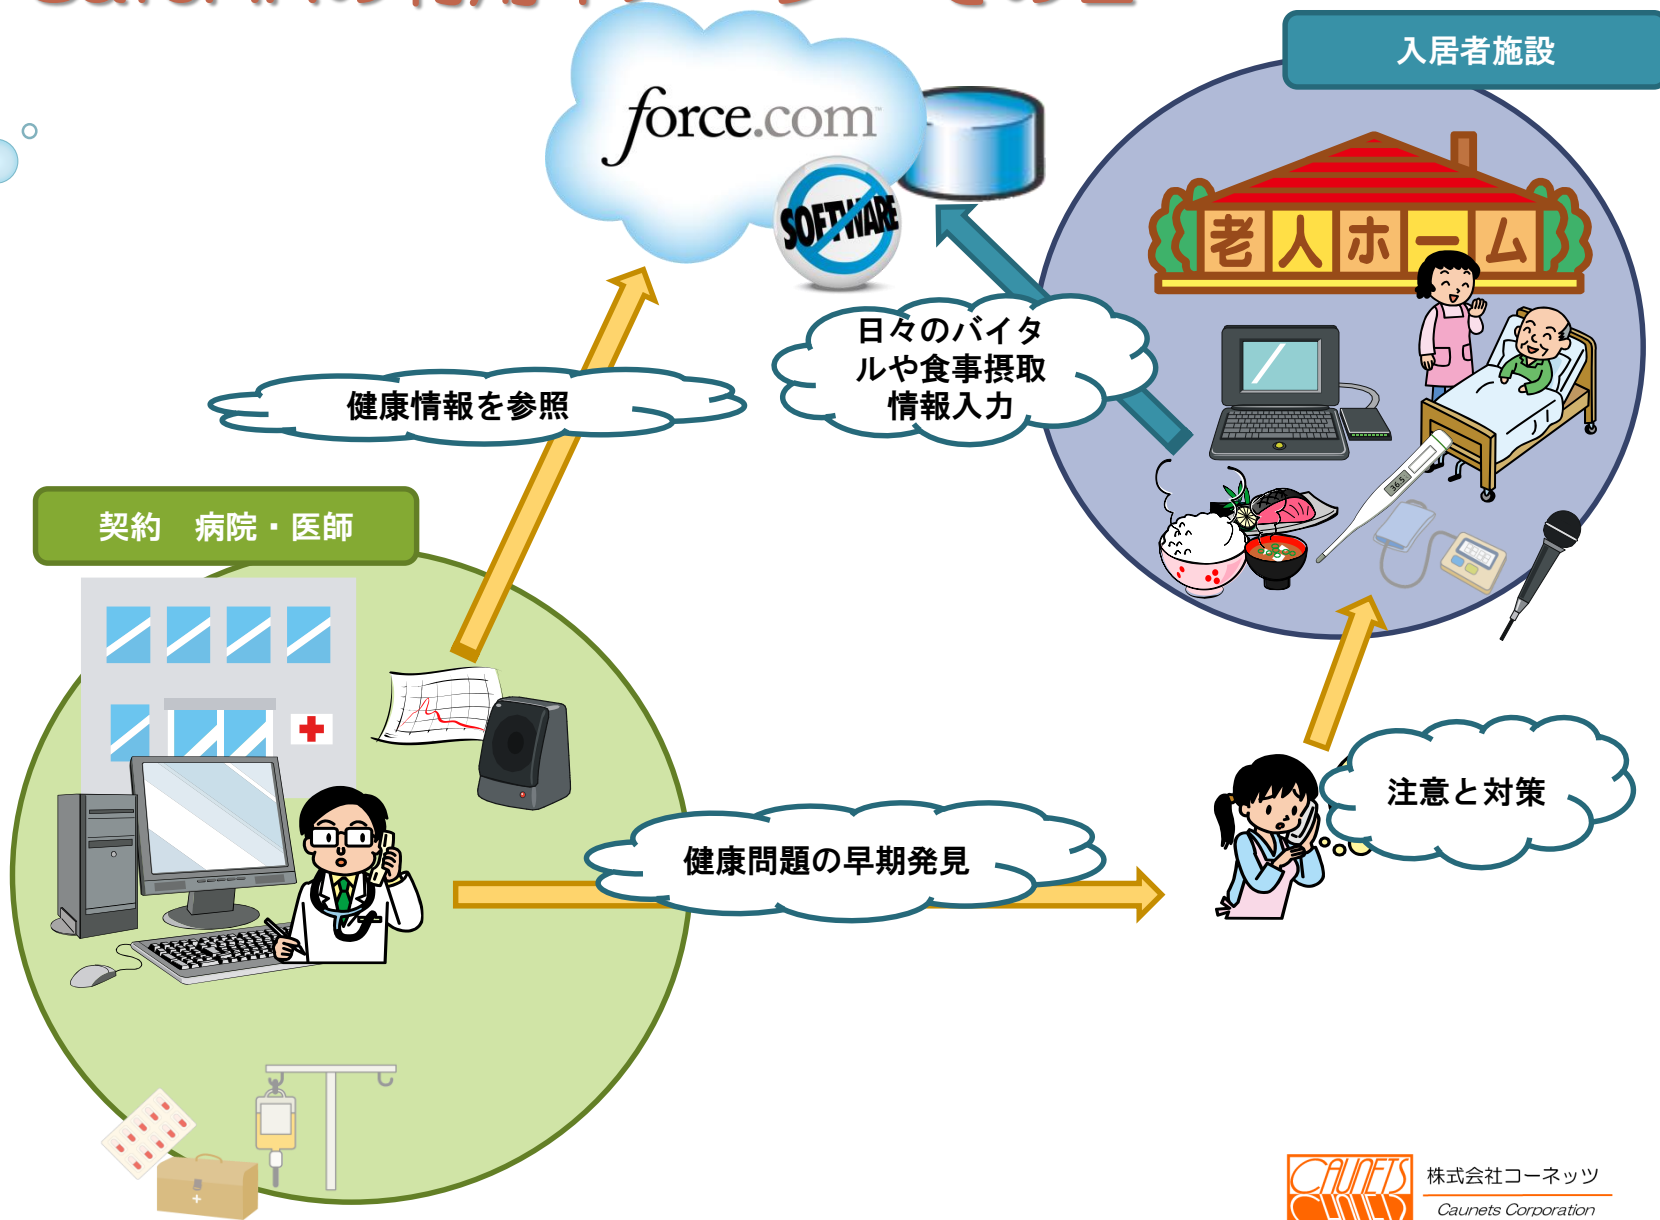 force.com
SOFTWARE
入居者施設
老人ホーム
日々のバイタ
ルや食事摂取
情報入力
健康情報を参照
契約　病院・医師
36.5
健康問題の早期発見
注意と対策
CAUNETS
株式会社コーネッツ
Caunets Corporation